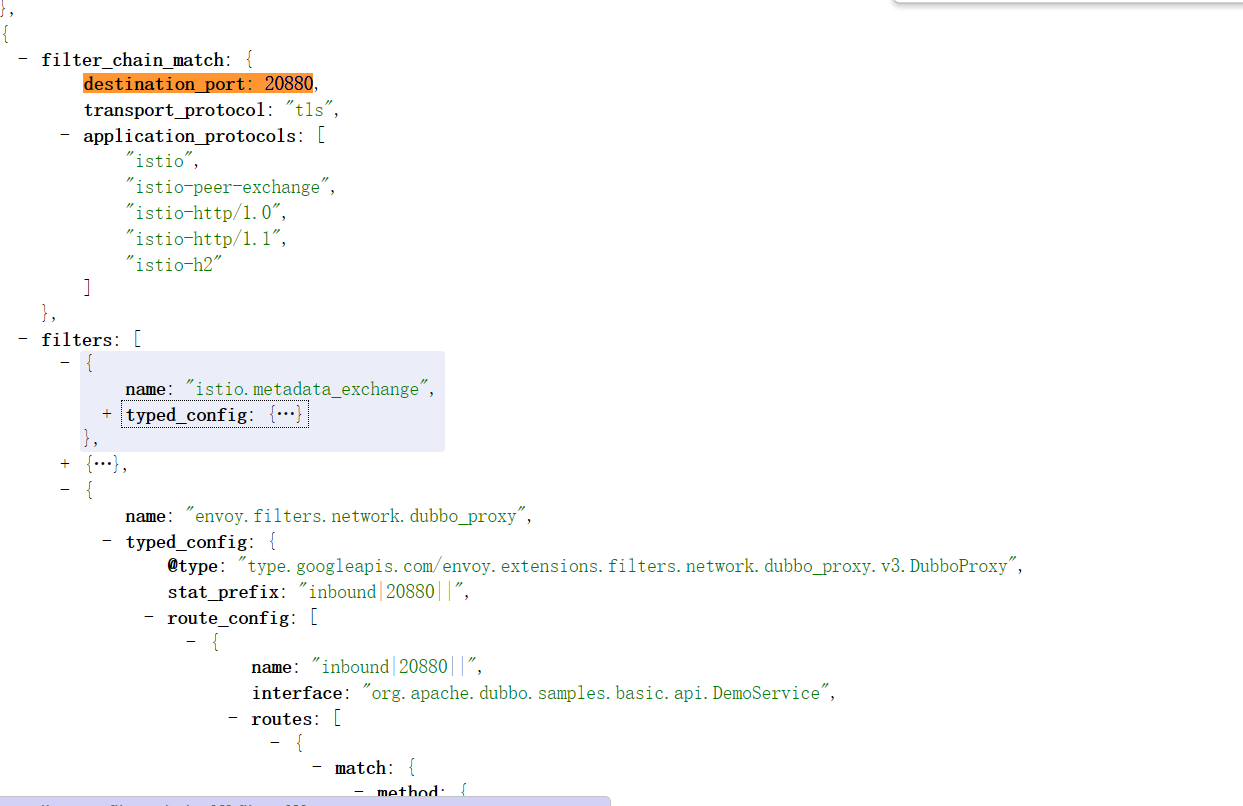 },
{
- filter_chain_match: {
destination_port: 20880,
transport_protocol: "tls",
- application_protocols: [
"istio",
"istio-peer-exchange",
"istio-http/1.0",
"istio-http/1.1",
"istio-h2"
]
},
- filters: [
- {
name: "istio.metadata_exchange",
+ typed_config: {…}
},
+ {…},
- {
name: "envoy.filters.network.dubbo_proxy",
- typed_config: {
@type: "type.googleapis.com/envoy.extensions.filters.network.dubbo_proxy.v3.DubboProxy",
stat_prefix: "inbound|20880||",
- route_config: [
- {
name: "inbound|20880||",
interface: "org.apache.dubbo.samples.basic.api.DemoService",
- routes: [
- {
- match: {
- method: {